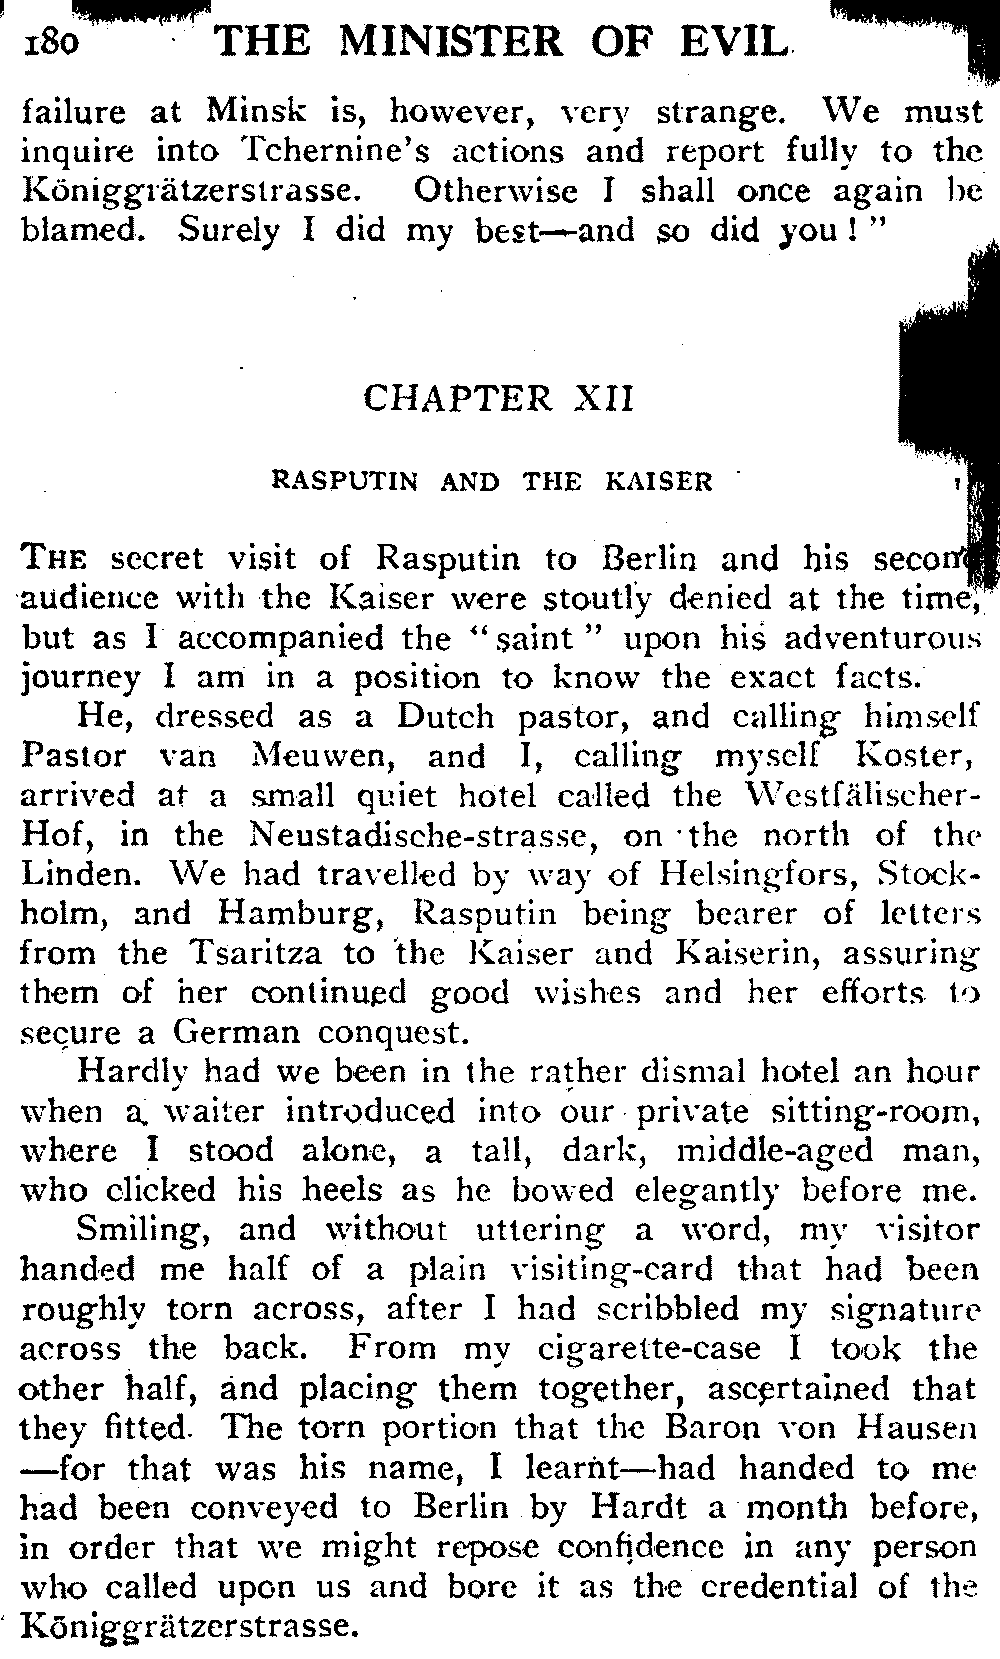 180 THE MINISTER OF EVIL
failure at Minsk is, however, very strange. We must
inquire into Tchernine's actions and report fully to the
Königgrätzerstrasse. Otherwise I shall once again be
blamed. Surely I did my best—and so did you!"
CHAPTER XII
RASPUTIN AND THE KAISER
THE secret visit of Rasputin to Berlin and his second
audience with the Kaiser were stoutly denied at the time,
but as I accompanied the "saint" upon his adventurous
journey I am in a position to know the exact facts.
He, dressed as a Dutch pastor, and calling himself
Pastor van Meuwen, and I, calling myself Koster,
arrived at a small quiet hotel called the Westfälischer-
Hof, in the Neustadische-strasse, on the north of the
Linden. We had travelled by way of Helsingfors, Stock-
holm, and Hamburg, Rasputin being bearer of letters
from the Tsaritza to the Kaiser and Kaiserin, assuring
them of her continued good wishes and her efforts to
secure a German conquest.
Hardly had we been in the rather dismal hotel an hour
when a waiter introduced into our private sitting-room,
where I stood alone, a tall, dark, middle-aged man,
who clicked his heels as he bowed elegantly before me.
Smiling, and without uttering a word, my visitor
handed me half of a plain visiting-card that had been
roughly torn across, after I had scribbled my signature
across the back. From my cigarette-case I took the
other half, and placing them together, ascertained that
they fitted. The torn portion that the Baron von Hausen
—for that was his name, I learnt—had handed to me
had been conveyed to Berlin by Hardt a month before,
in order that we might repose confidence in any person
who called upon us and bore it as the credential of the
Königgrätzerstrasse.